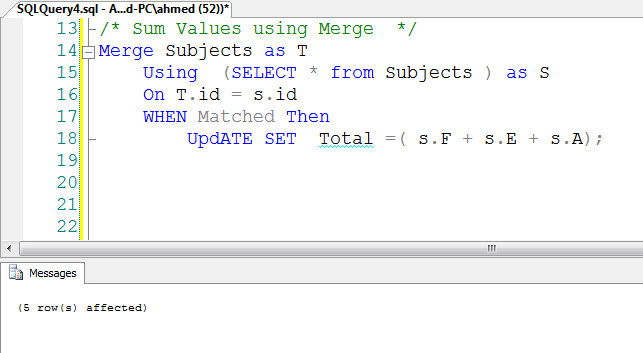 SQLQuery4.sql - A...d-PC\ahmed (52))*
13 /* Sum Values using Merge */
14 Merge Subjects as T
15 Using (SELECT * from Subjects ) as S
16 On T.id = s.id
17 WHEN Matched Then
18 UpdATE SET Total =( s.F + s.E + s.A);
19
20
21
22
Messages
(5 row(s) affected)